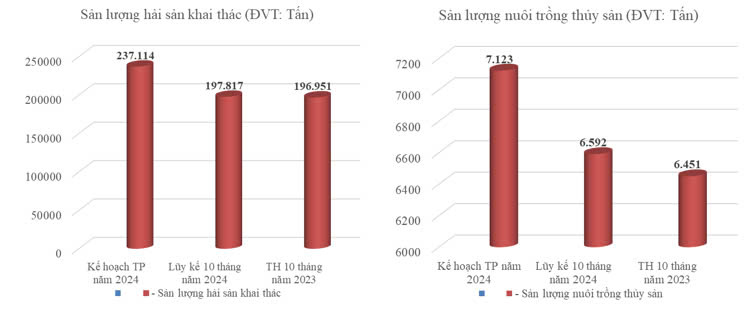 Sản lượng hải sản khai thác (ĐVT: Tấn)
250000
200000
150000
100000
50000
0
237.114
197.817
196.951
Kế hoạch TP
năm 2024
Lũy kế 10 tháng
năm 2024
TH 10 tháng
năm 2023
- Sản lượng hải sản khai thác
Sản lượng nuôi trồng thủy sản (ĐVT: Tấn)
7200
7000
6800
6600
6400
6200
6000
7.123
6.592
6.451
Kế hoạch TP năm
2024
Lũy kế 10 tháng
năm 2024
TH 10 tháng
năm 2023
- Sản lượng nuôi trồng thủy sản